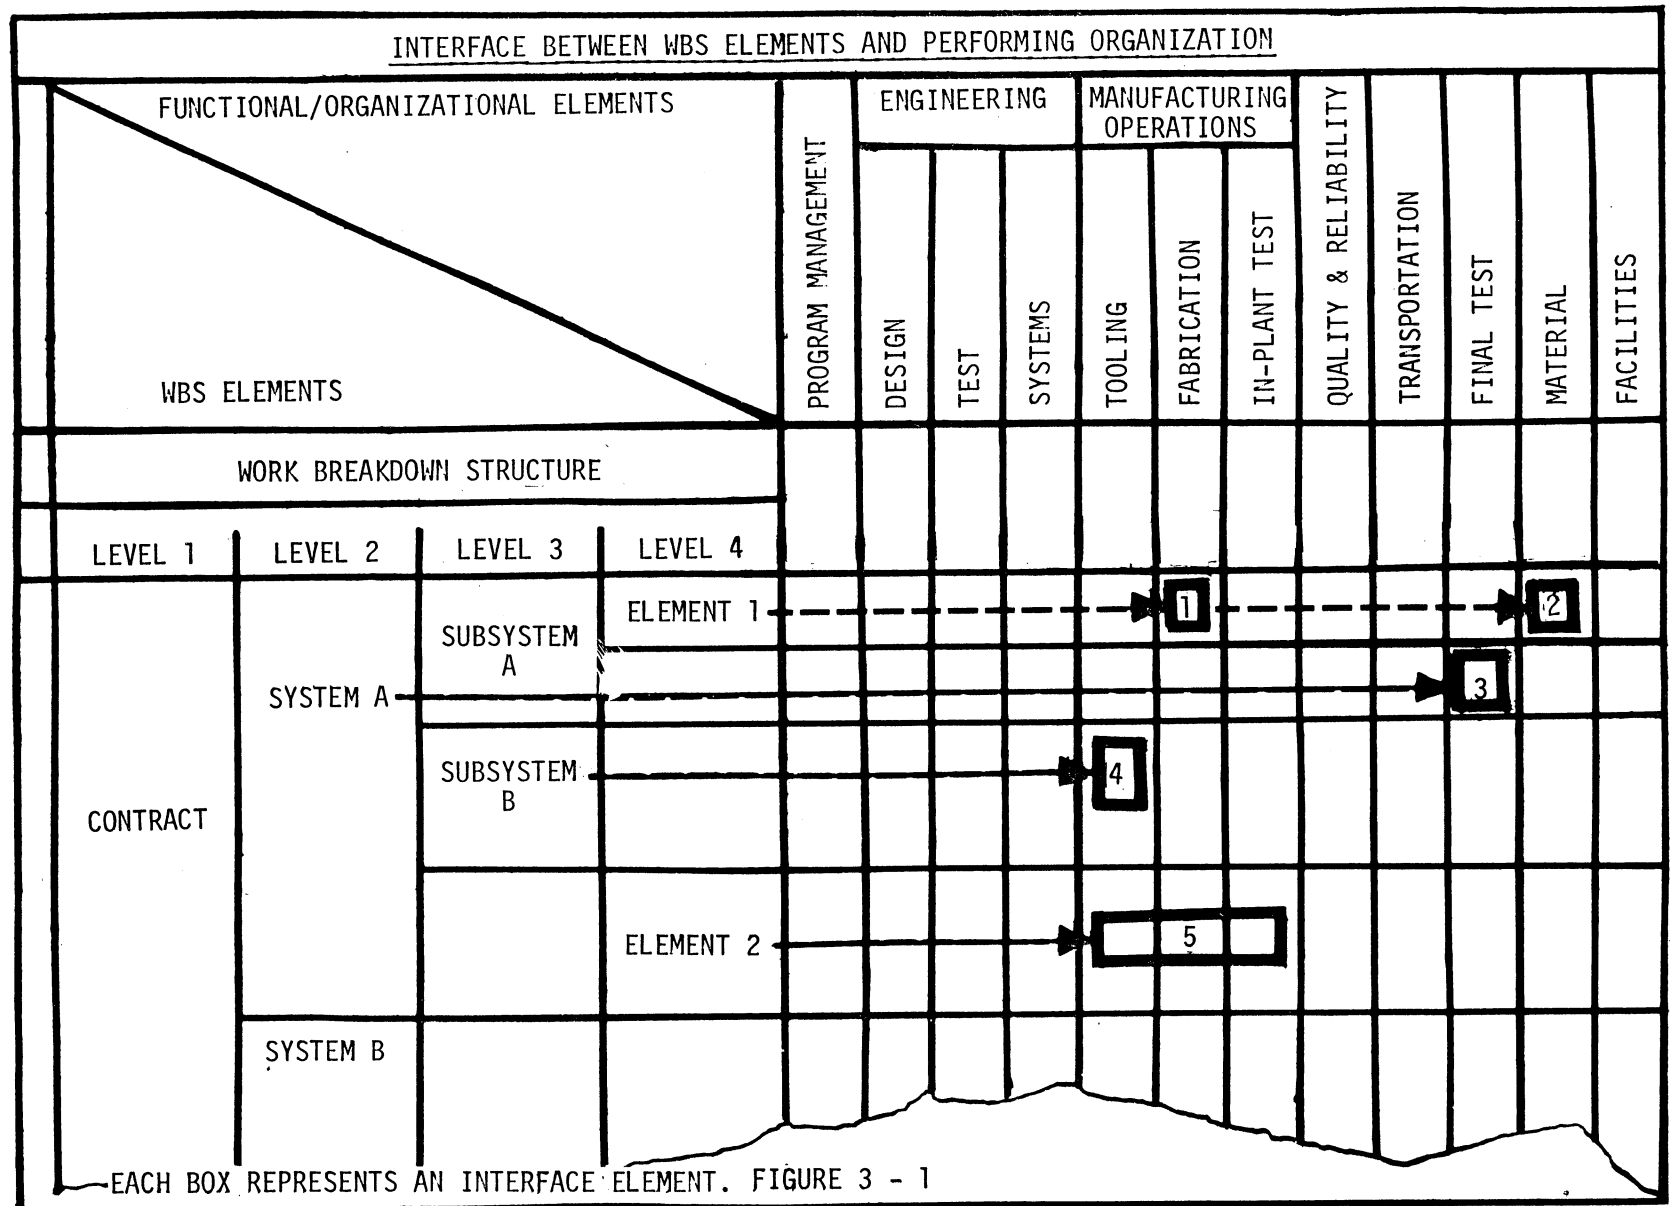 INTERFACE BETWEEN WBS ELEMENTS AND PERFORMING ORGANIZATION
FUNCTIONAL/ORGANIZATIONAL ELEMENTS
WBS ELEMENTS
PROGRAM MANAGEMENT
ENGINEERING
DESIGN
TEST
SYSTEMS
MANUFACTURING
OPERATIONS
TOOLING
FABRICATION
IN-PLANT TEST
QUALITY & RELIABILITY
TRANSPORTATION
FINAL TEST
MATERIAL
FACILITIES
WORK BREAKDOWN STRUCTURE
LEVEL 1
LEVEL 2
LEVEL 3
LEVEL 4
ELEMENT 1
1
2
SUBSYSTEM
A
SYSTEM A
3
SUBSYSTEM
B
4
CONTRACT
ELEMENT 2
5
SYSTEM B
EACH BOX REPRESENTS AN INTERFACE ELEMENT. FIGURE 3 - 1